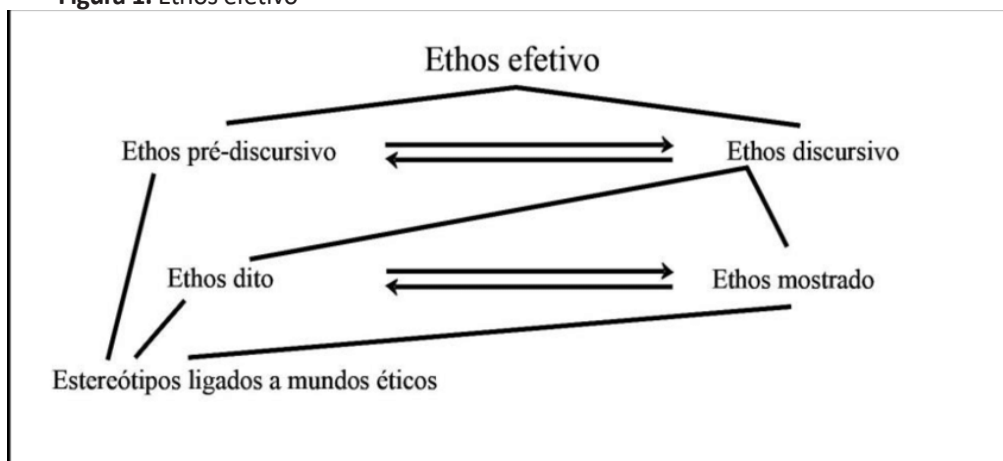 Figura 1. Ethos efetivo
Ethos efetivo
Ethos pré-discursivo
Ethos discursivo
Ethos dito
Ethos mostrado
Estereótipos ligados a mundos éticos